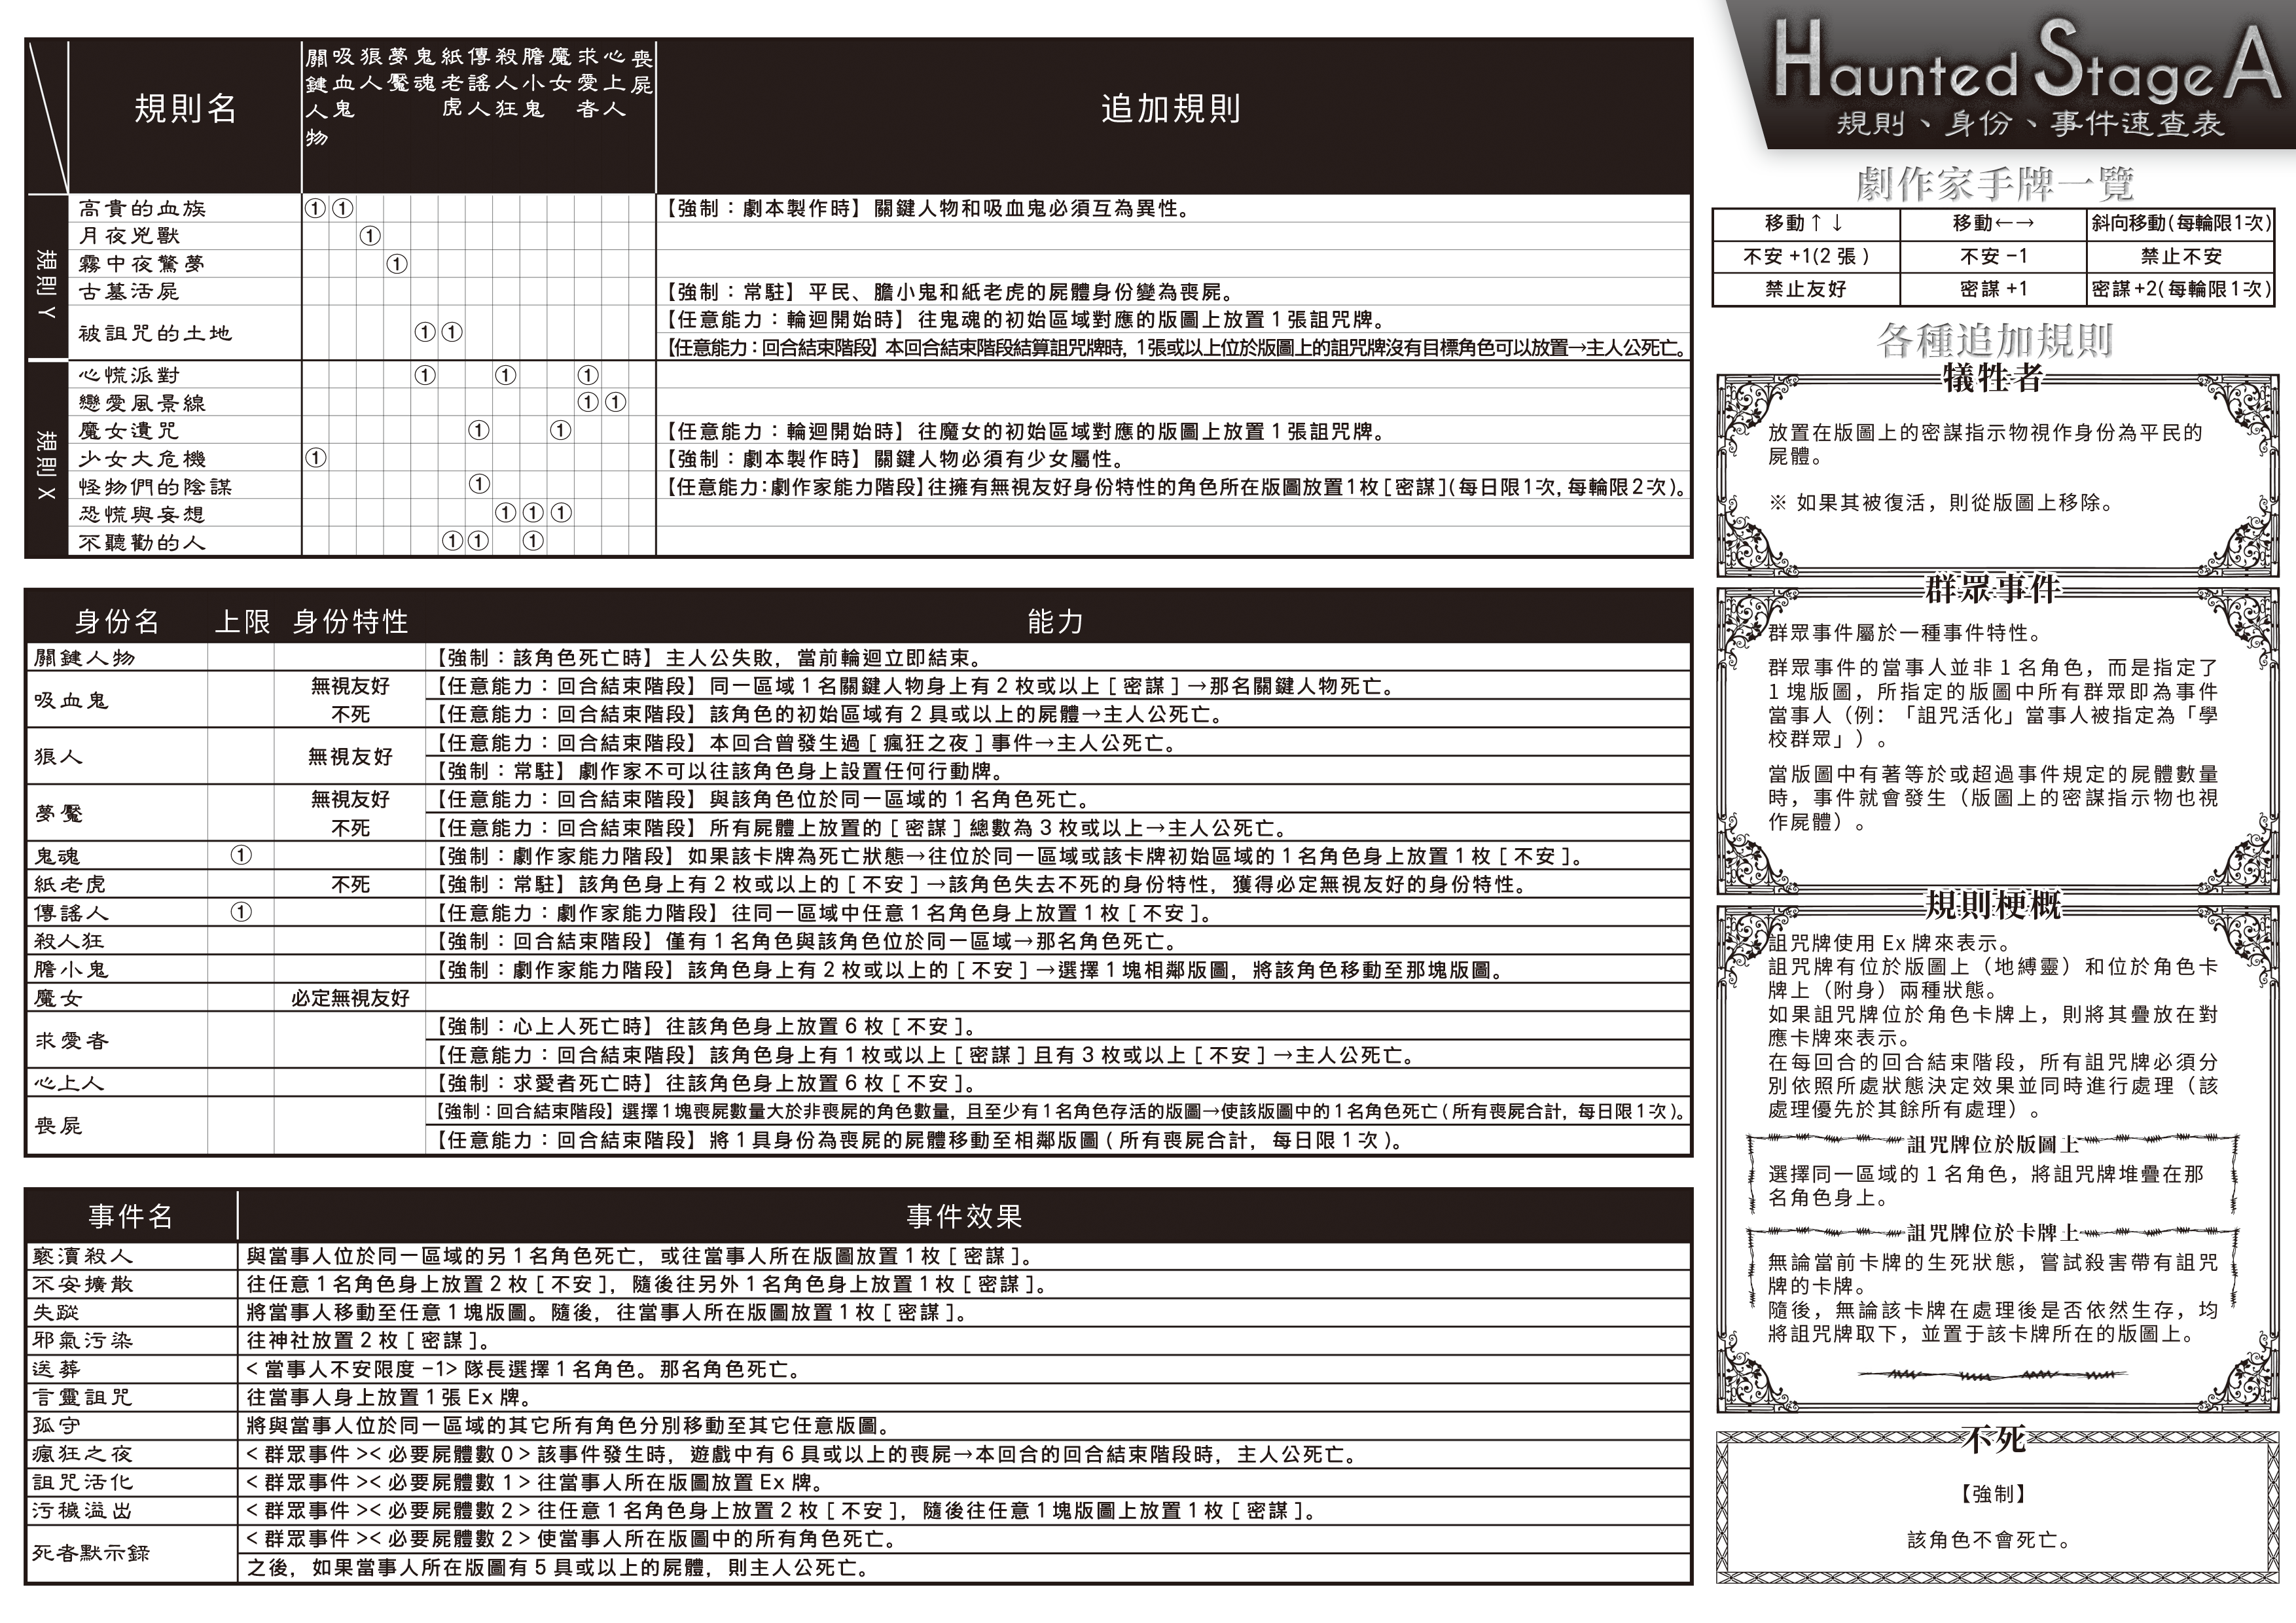 Haunted Stage A
規則、身份、事件速查表
規則名
關鍵人物
吸血鬼
狼人
夢魘
鬼魂
紙老虎
傳謠人
殺人狂
膽小鬼
魔女
求愛者
心上人
喪屍
追加規則
規則 Y
高貴的血族 ① ① 【強制：劇本製作時】關鍵人物和吸血鬼必須互為異性。
月夜兇獸 ①
霧中夜驚夢 ①
古墓活屍 【強制：常駐】平民、膽小鬼和紙老虎的屍體身份變為喪屍。
被詛咒的土地 ① ① 【任意能力：輪迴開始時】往鬼魂的初始區域對應的版圖上放置 1 張詛咒牌。
【任意能力：回合結束階段】本回合結束階段結算詛咒牌時，1張或以上位於版圖上的詛咒牌沒有目標角色可以放置→主人公死亡。
規則 X
心慌派對 ① ① ①
戀愛風景線 ① ①
魔女遺咒 ① ① 【任意能力：輪迴開始時】往魔女的初始區域對應的版圖上放置 1 張詛咒牌。
少女大危機 ① 【強制：劇本製作時】關鍵人物必須有少女屬性。
怪物們的陰謀 ① 【任意能力：劇作家能力階段】往擁有無視友好身份特性的角色所在版圖放置1枚 [ 密謀 ]( 每日限1次, 每輪限2次)。
恐慌與妄想 ① ① ①
不聽勸的人 ① ① ①
身份名 上限 身份特性 能力
關鍵人物 【強制：該角色死亡時】主人公失敗，當前輪迴立即結束。
吸血鬼 無視友好 【任意能力：回合結束階段】同一區域 1 名關鍵人物身上有 2 枚或以上 [ 密謀 ] →那名關鍵人物死亡。
不死 【任意能力：回合結束階段】該角色的初始區域有 2 具或以上的屍體→主人公死亡。
狼人 無視友好 【任意能力：回合結束階段】本回合曾發生過 [ 瘋狂之夜 ] 事件→主人公死亡。
【強制：常駐】劇作家不可以往該角色身上設置任何行動牌。
夢魘 無視友好 【任意能力：回合結束階段】與該角色位於同一區域的 1 名角色死亡。
不死 【任意能力：回合結束階段】所有屍體上放置的 [ 密謀 ] 總數為 3 枚或以上→主人公死亡。
鬼魂 ① 【強制：劇作家能力階段】如果該卡牌為死亡狀態→往位於同一區域或該卡牌初始區域的 1 名角色身上放置 1 枚 [ 不安 ]。
紙老虎 不死 【強制：常駐】該角色身上有 2 枚或以上的 [ 不安 ] →該角色失去不死的身份特性，獲得必定無視友好的身份特性。
傳謠人 ① 【任意能力：劇作家能力階段】往同一區域中任意 1 名角色身上放置 1 枚 [ 不安 ]。
殺人狂 【強制：回合結束階段】僅有 1 名角色與該角色位於同一區域→那名角色死亡。
膽小鬼 【強制：劇作家能力階段】該角色身上有 2 枚或以上的 [ 不安 ] →選擇 1 塊相鄰版圖，將該角色移動至那塊版圖。
魔女 必定無視友好
求愛者 【強制：心上人死亡時】往該角色身上放置 6 枚 [ 不安 ]。
【任意能力：回合結束階段】該角色身上有 1 枚或以上 [ 密謀 ] 且有 3 枚或以上 [ 不安 ] →主人公死亡。
心上人 【強制：求愛者死亡時】往該角色身上放置 6 枚 [ 不安 ]。
喪屍 【強制：回合結束階段】選擇 1 塊喪屍數量大於非喪屍的角色數量，且至少有 1 名角色存活的版圖→使該版圖中的 1 名角色死亡 ( 所有喪屍合計，每日限 1 次 )。
【任意能力：回合結束階段】將 1 具身份為喪屍的屍體移動至相鄰版圖 ( 所有喪屍合計，每日限 1 次 )。
事件名 事件效果
褻瀆殺人 與當事人位於同一區域的另 1 名角色死亡，或往當事人所在版圖放置 1 枚 [ 密謀 ]。
不安擴散 往任意 1 名角色身上放置 2 枚 [ 不安 ]，隨後往另外 1 名角色身上放置 1 枚 [ 密謀 ]。
失蹤 將當事人移動至任意 1 塊版圖。隨後，往當事人所在版圖放置 1 枚 [ 密謀 ]。
邪氣污染 往神社放置 2 枚 [ 密謀 ]。
送葬 < 當事人不安限度 −1> 隊長選擇 1 名角色。那名角色死亡。
言靈詛咒 往當事人身上放置 1 張 Ex 牌。
孤守 將與當事人位於同一區域的其它所有角色分別移動至其它任意版圖。
瘋狂之夜 < 群眾事件 >< 必要屍體數 0 > 該事件發生時，遊戲中有 6 具或以上的喪屍→本回合的回合結束階段時，主人公死亡。
詛咒活化 < 群眾事件 >< 必要屍體數 1 > 往當事人所在版圖放置 Ex 牌。
污穢溢出 < 群眾事件 >< 必要屍體數 2 > 往任意 1 名角色身上放置 2 枚 [ 不安 ]，隨後往任意 1 塊版圖上放置 1 枚 [ 密謀 ]。
死者默示錄 < 群眾事件 >< 必要屍體數 2 > 使當事人所在版圖中的所有角色死亡。
之後，如果當事人所在版圖有 5 具或以上的屍體，則主人公死亡。
劇作家手牌一覽
移動↑↓ 移動←→ 斜向移動(每輪限1次)
不安 +1(2 張 ) 不安 −1 禁止不安
禁止友好 密謀 +1 密謀+2(每輪限1次)
各種追加規則
犧牲者
放置在版圖上的密謀指示物視作身份為平民的
屍體。
※ 如果其被復活，則從版圖上移除。
群眾事件
群眾事件屬於一種事件特性。
群眾事件的當事人並非 1 名角色，而是指定了
1 塊版圖，所指定的版圖中所有群眾即為事件
當事人（例：「詛咒活化」當事人被指定為「學
校群眾」）。
當版圖中有著等於或超過事件規定的屍體數量
時，事件就會發生（版圖上的密謀指示物也視
作屍體）。
規則梗概
詛咒牌使用 Ex 牌來表示。
詛咒牌有位於版圖上（地縛靈）和位於角色卡
牌上（附身）兩種狀態。
如果詛咒牌位於角色卡牌上，則將其疊放在對
應卡牌來表示。
在每回合的回合結束階段，所有詛咒牌必須分
別依照所處狀態決定效果並同時進行處理（該
處理優先於其餘所有處理）。
詛咒牌位於版圖上
選擇同一區域的 1 名角色，將詛咒牌堆疊在那
名角色身上。
詛咒牌位於卡牌上
無論當前卡牌的生死狀態，嘗試殺害帶有詛咒
牌的卡牌。
隨後，無論該卡牌在處理後是否依然生存，均
將詛咒牌取下，並置于該卡牌所在的版圖上。
不死
【強制】
該角色不會死亡。